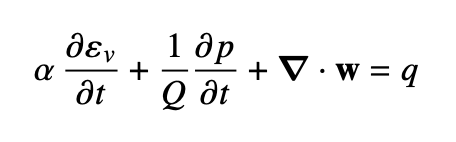 α ∂ε_v/∂t + 1/Q ∂p/∂t + ∇ · w = q